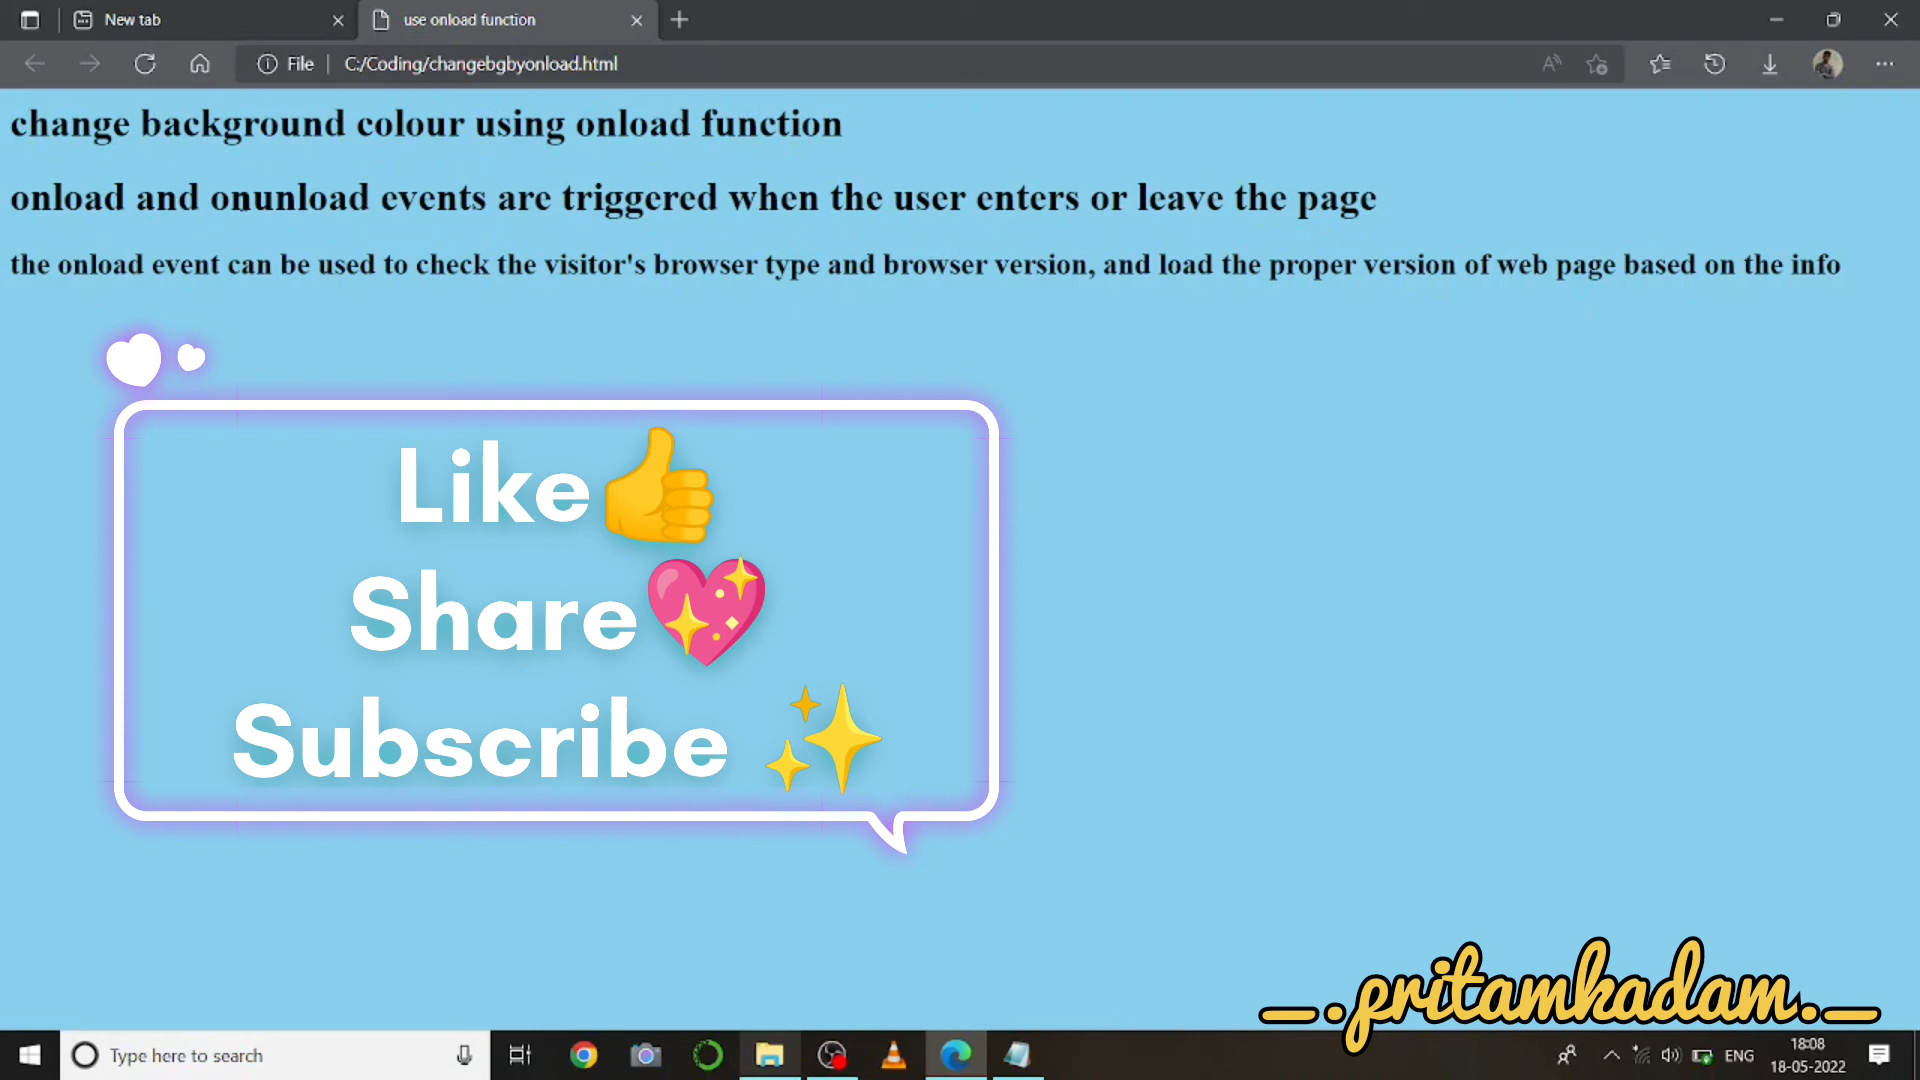 New tab
use onload function
File
C:/Coding/changebgbyonload.html
change background colour using onload function
onload and onunload events are triggered when the user enters or leave the page
the onload event can be used to check the visitor's browser type and browser version, and load the proper version of web page based on the info
Like👍
Share💖
Subscribe ✨
_.pritamkadam._
Type here to search
ENG
18:08
18-05-2022